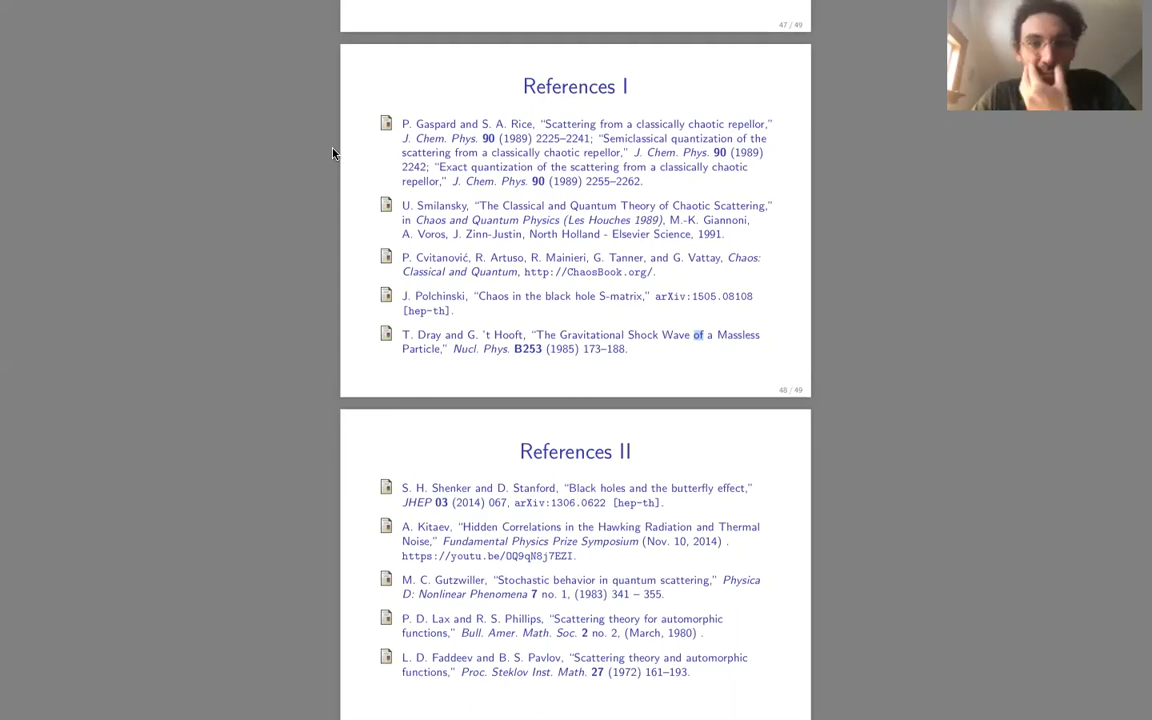 47 / 49
References I
P. Gaspard and S. A. Rice, “Scattering from a classically chaotic repellor,”
J. Chem. Phys. 90 (1989) 2225–2241; “Semiclassical quantization of the
scattering from a classically chaotic repellor,” J. Chem. Phys. 90 (1989)
2242; “Exact quantization of the scattering from a classically chaotic
repellor,” J. Chem. Phys. 90 (1989) 2255–2262.
U. Smilansky, “The Classical and Quantum Theory of Chaotic Scattering,”
in Chaos and Quantum Physics (Les Houches 1989), M.-K. Giannoni,
A. Voros, J. Zinn-Justin, North Holland - Elsevier Science, 1991.
P. Cvitanović, R. Artuso, R. Mainieri, G. Tanner, and G. Vattay, Chaos:
Classical and Quantum, http://ChaosBook.org/.
J. Polchinski, “Chaos in the black hole S-matrix,” arXiv:1505.08108
[hep-th].
T. Dray and G. 't Hooft, “The Gravitational Shock Wave of a Massless
Particle,” Nucl. Phys. B253 (1985) 173–188.
48 / 49
References II
S. H. Shenker and D. Stanford, “Black holes and the butterfly effect,”
JHEP 03 (2014) 067, arXiv:1306.0622 [hep-th].
A. Kitaev, “Hidden Correlations in the Hawking Radiation and Thermal
Noise,” Fundamental Physics Prize Symposium (Nov. 10, 2014) .
https://youtu.be/OQ9qN8j7EZI.
M. C. Gutzwiller, “Stochastic behavior in quantum scattering,” Physica
D: Nonlinear Phenomena 7 no. 1, (1983) 341 – 355.
P. D. Lax and R. S. Phillips, “Scattering theory for automorphic
functions,” Bull. Amer. Math. Soc. 2 no. 2, (March, 1980) .
L. D. Faddeev and B. S. Pavlov, “Scattering theory and automorphic
functions,” Proc. Steklov Inst. Math. 27 (1972) 161–193.